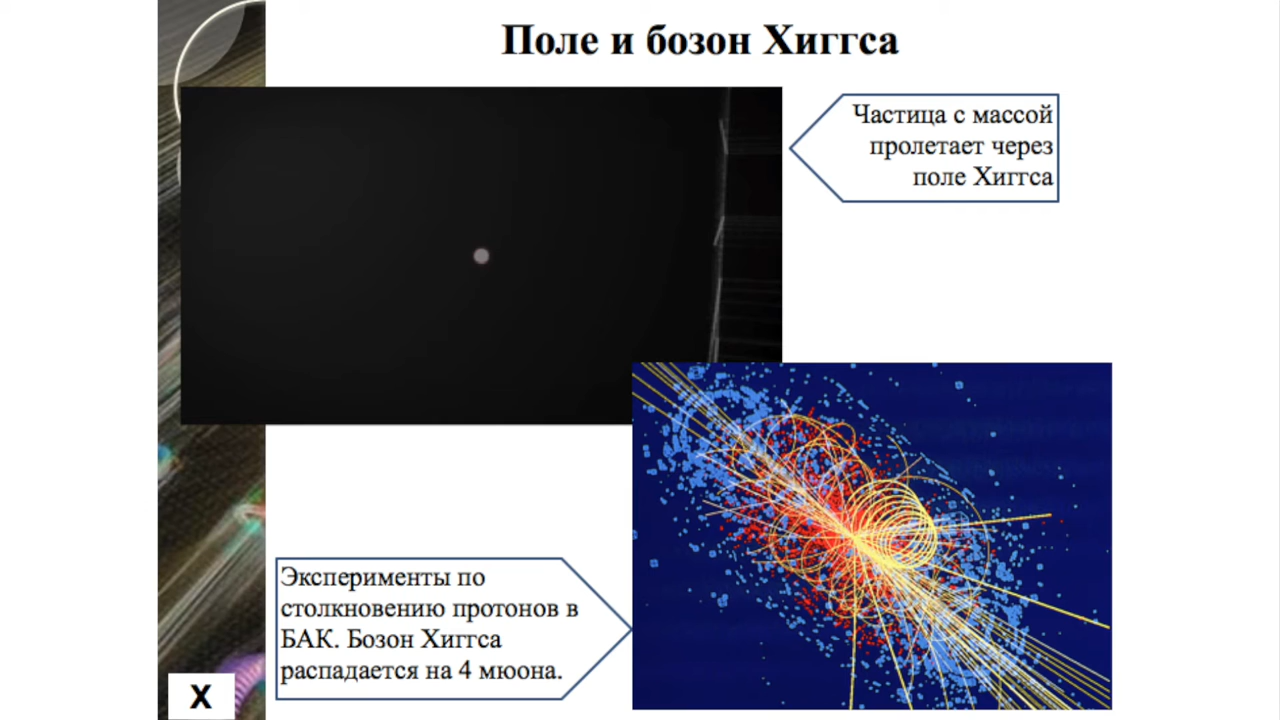 Поле и бозон Хиггса
Частица с массой
пролетает через
поле Хиггса
Эксперименты по
столкновению протонов в
БАК. Бозон Хиггса
распадается на 4 мюона.
X